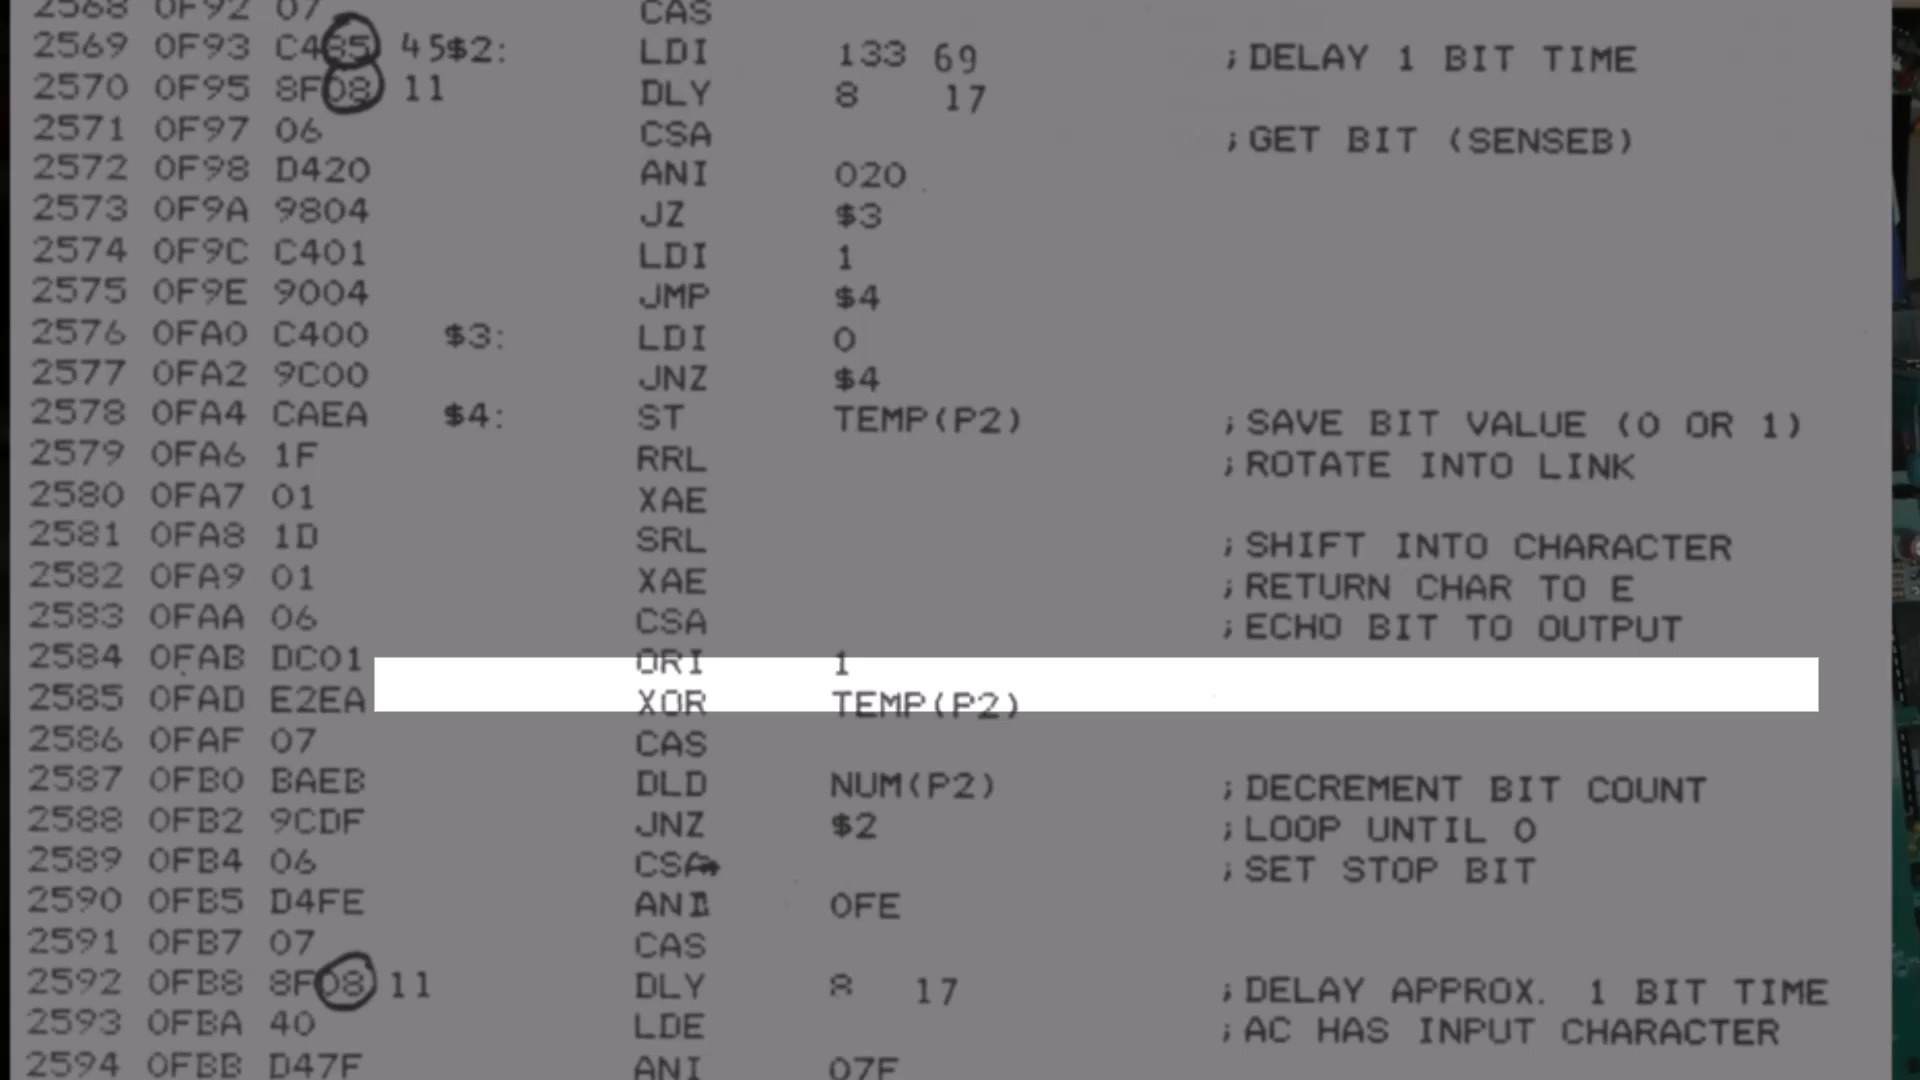 2568 0F92 07 CAS
2569 0F93 C485 45$2: LDI 133 69 ;DELAY 1 BIT TIME
2570 0F95 8F08 11 DLY 8 17
2571 0F97 06 CSA ;GET BIT (SENSEB)
2572 0F98 D420 ANI 020
2573 0F9A 9804 JZ $3
2574 0F9C C401 LDI 1
2575 0F9E 9004 JMP $4
2576 0FA0 C400 $3: LDI 0
2577 0FA2 9C00 JNZ $4
2578 0FA4 CAEA $4: ST TEMP(P2) ;SAVE BIT VALUE (0 OR 1)
2579 0FA6 1F RRL ;ROTATE INTO LINK
2580 0FA7 01 XAE
2581 0FA8 1D SRL ;SHIFT INTO CHARACTER
2582 0FA9 01 XAE ;RETURN CHAR TO E
2583 0FAA 06 CSA ;ECHO BIT TO OUTPUT
2584 0FAB DC01 ORI 1
2585 0FAD E2EA XOR TEMP(P2)
2586 0FAF 07 CAS
2587 0FB0 BAEB DLD NUM(P2) ;DECREMENT BIT COUNT
2588 0FB2 9CDF JNZ $2 ;LOOP UNTIL 0
2589 0FB4 06 CSA ;SET STOP BIT
2590 0FB5 D4FE ANI 0FE
2591 0FB7 07 CAS
2592 0FB8 8F08 11 DLY 8 17 ;DELAY APPROX. 1 BIT TIME
2593 0FBA 40 LDE ;AC HAS INPUT CHARACTER
2594 0FBB D47F ANI 07F